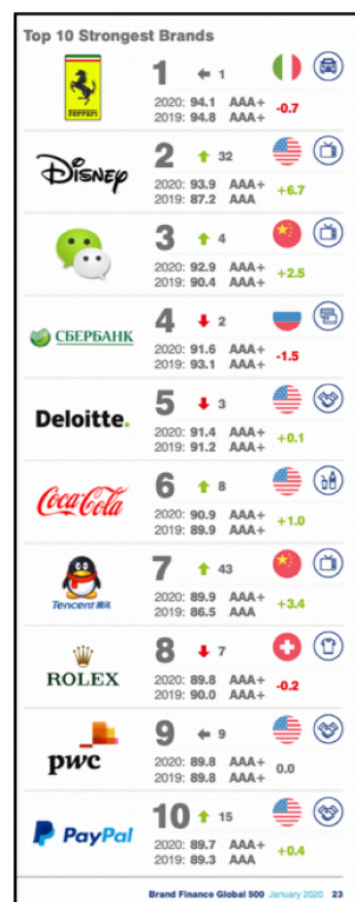 Top 10 Strongest Brands
Ferrari
1 1
2020: 94.1 AAA+ -0.7
2019: 94.8 AAA+
Disney
2 32
2020: 93.9 AAA+ +6.7
2019: 87.2 AAA
3 4
2020: 92.9 AAA+ +2.5
2019: 90.4 AAA+
СБЕРБАНК
4 2
2020: 91.6 AAA+ -1.5
2019: 93.1 AAA+
Deloitte.
5 3
2020: 91.4 AAA+ +0.1
2019: 91.2 AAA+
Coca-Cola
6 8
2020: 90.9 AAA+ +1.0
2019: 89.9 AAA+
Tencent 腾讯
7 43
2020: 89.9 AAA+ +3.4
2019: 86.5 AAA
ROLEX
8 7
2020: 89.8 AAA+ -0.2
2019: 90.0 AAA+
pwc
9 9
2020: 89.8 AAA+ 0.0
2019: 89.8 AAA+
PayPal
10 15
2020: 89.7 AAA+ +0.4
2019: 89.3 AAA
Brand Finance Global 500 January 2020 23